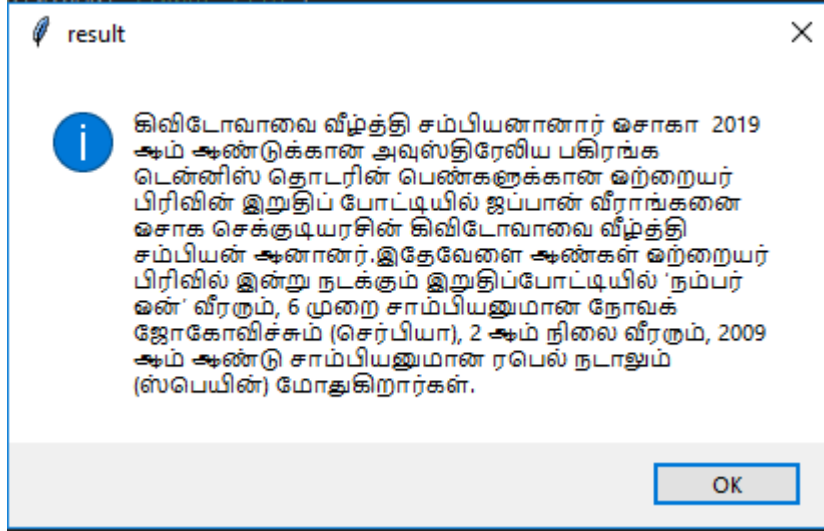 result
கிவிடோவாவை வீழ்த்தி சம்பியனானார் ஒசாகா 2019
ஆம் ஆண்டுக்கான அவுஸ்திரேலிய பகிரங்க
டென்னிஸ் தொடரின் பெண்களுக்கான ஒற்றையர்
பிரிவின் இறுதிப் போட்டியில் ஜப்பான் வீராங்கனை
ஒசாக செக்குடியரசின் கிவிடோவாவை வீழ்த்தி
சம்பியன் ஆனானர்.இதேவேளை ஆண்கள் ஒற்றையர்
பிரிவில் இன்று நடக்கும் இறுதிப்போட்டியில் ‘நம்பர்
ஒன்’ வீரரும், 6 முறை சாம்பியனுமான நோவக்
ஜோகோவிச்சும் (செர்பியா), 2 ஆம் நிலை வீரரும், 2009
ஆம் ஆண்டு சாம்பியனுமான ரபெல் நடாலும்
(ஸ்பெயின்) மோதுகிறார்கள்.
OK